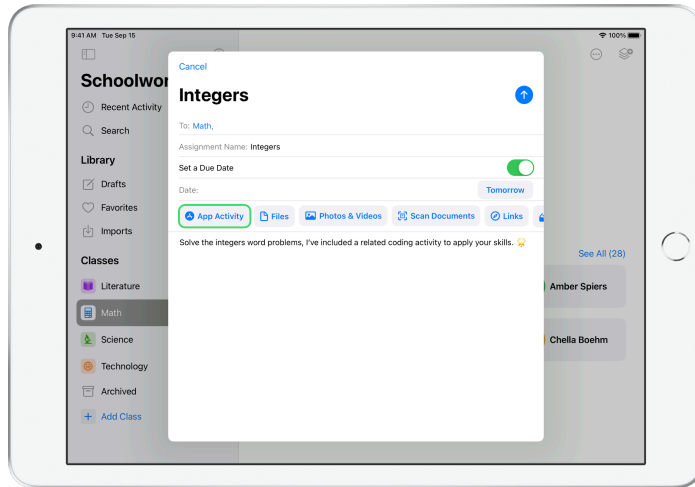 9:41 AM Tue Sep 15
100%
Schoolwor
Recent Activity
Search
Library
Drafts
Favorites
Imports
Classes
Literature
Math
Science
Technology
Archived
Add Class
Cancel
Integers
To: Math,
Assignment Name: Integers
Set a Due Date
Date: Tomorrow
App Activity Files Photos & Videos Scan Documents Links
Solve the integers word problems, I've included a related coding activity to apply your skills.
See All (28)
Amber Spiers
Chella Boehm